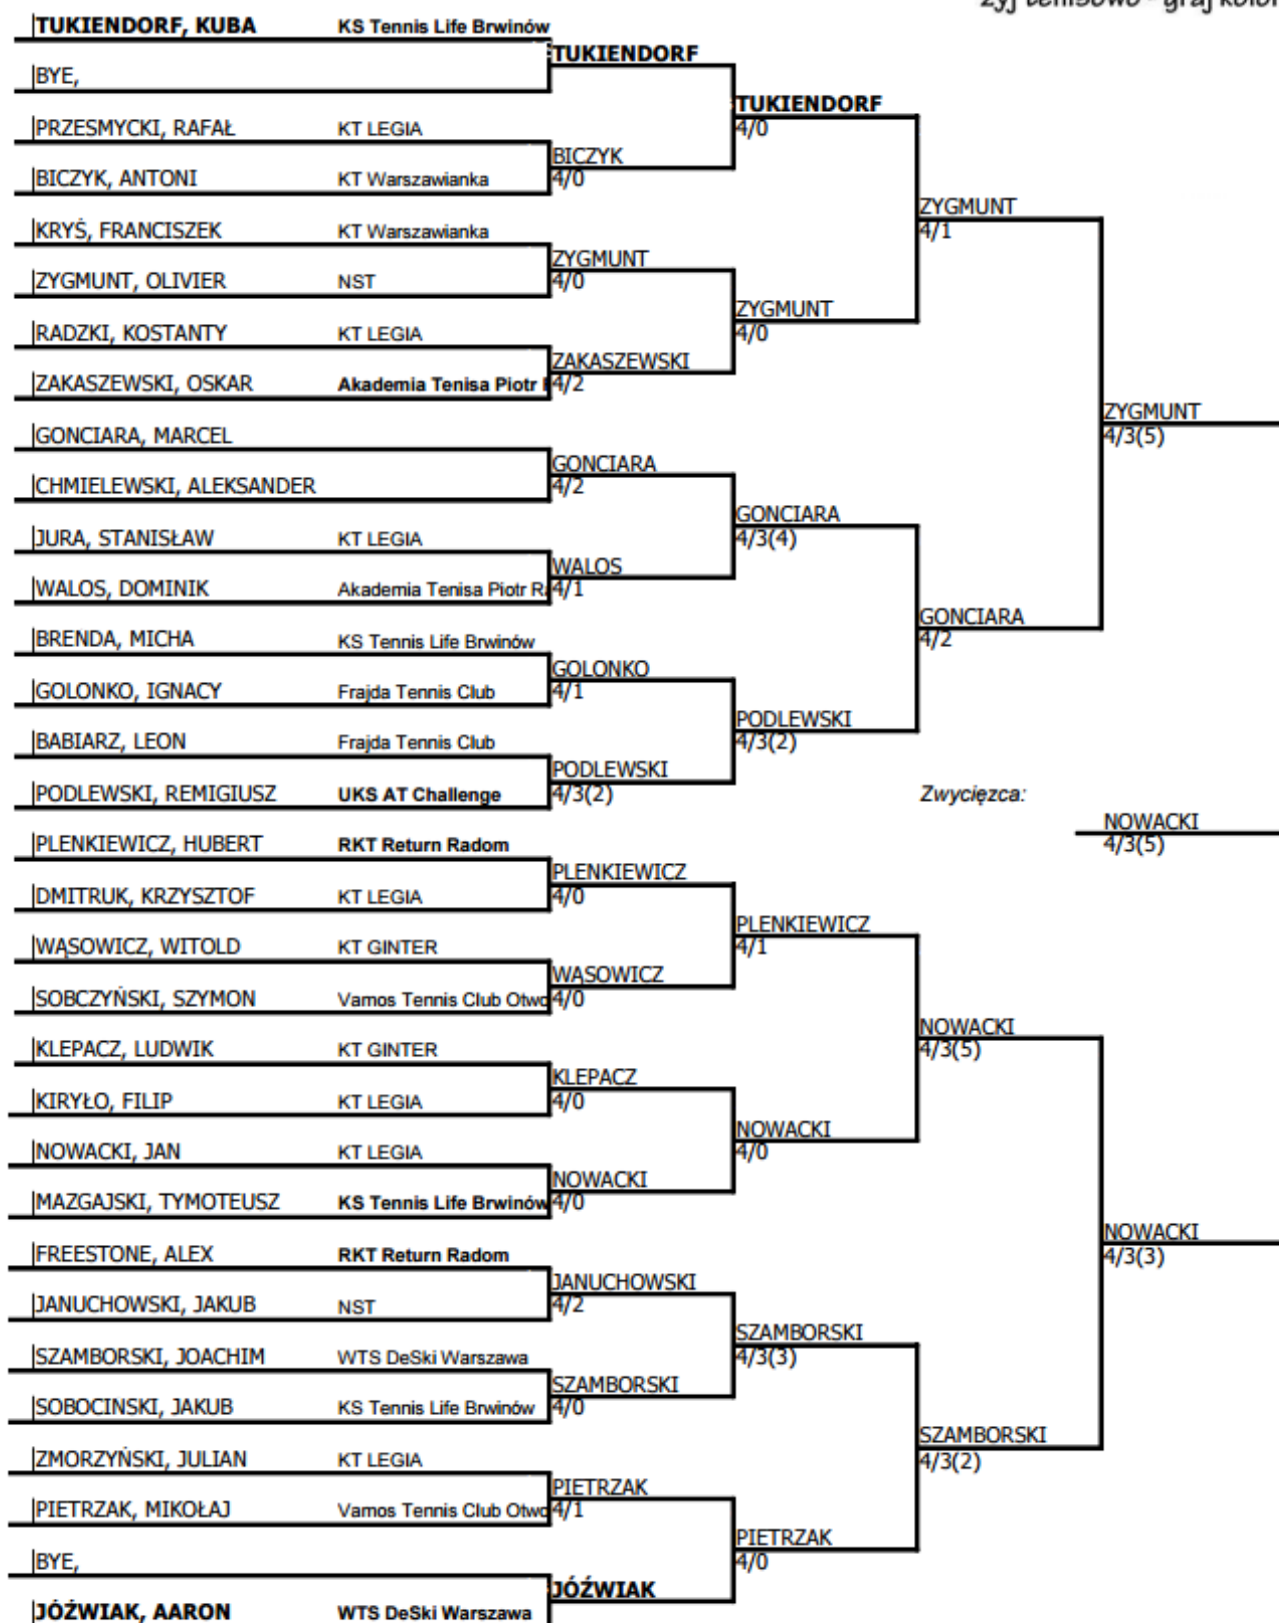 żyj tenisowo - graj
TUKIENDORF, KUBA KS Tennis Life Brwinów
TUKIENDORF
BYE,
TUKIENDORF
4/0
PRZESMYCKI, RAFAŁ KT LEGIA
BICZYK
4/0
BICZYK, ANTONI KT Warszawianka
ZYGMUNT
4/1
KRYŚ, FRANCISZEK KT Warszawianka
ZYGMUNT
4/0
ZYGMUNT, OLIVIER NST
ZYGMUNT
4/0
RADZKI, KOSTANTY KT LEGIA
ZAKASZEWSKI
4/2
ZAKASZEWSKI, OSKAR Akademia Tenisa Piotr
ZYGMUNT
4/3(5)
GONCIARA, MARCEL
GONCIARA
4/2
CHMIELEWSKI, ALEKSANDER
GONCIARA
4/3(4)
JURA, STANISŁAW KT LEGIA
WALOS
4/1
WALOS, DOMINIK Akademia Tenisa Piotr
GONCIARA
4/2
BRENDA, MICHA KS Tennis Life Brwinów
GOLONKO
4/1
GOLONKO, IGNACY Frajda Tennis Club
PODLEWSKI
4/3(2)
BABIARZ, LEON Frajda Tennis Club
PODLEWSKI
4/3(2)
PODLEWSKI, REMIGIUSZ UKS AT Challenge
Zwycięzca:
NOWACKI
4/3(5)
PLENKIEWICZ, HUBERT RKT Return Radom
PLENKIEWICZ
4/0
DMITRUK, KRZYSZTOF KT LEGIA
PLENKIEWICZ
4/1
WĄSOWICZ, WITOLD KT GINTER
WĄSOWICZ
4/0
SOBCZYŃSKI, SZYMON Vamos Tennis Club Otwo
NOWACKI
4/3(5)
KLEPACZ, LUDWIK KT GINTER
KLEPACZ
4/0
KIRYŁO, FILIP KT LEGIA
NOWACKI
4/0
NOWACKI, JAN KT LEGIA
NOWACKI
4/0
MAZGAJSKI, TYMOTEUSZ KS Tennis Life Brwinów
NOWACKI
4/3(3)
FREESTONE, ALEX RKT Return Radom
JANUCHOWSKI
4/2
JANUCHOWSKI, JAKUB NST
SZAMBORSKI
4/3(3)
SZAMBORSKI, JOACHIM WTS DeSki Warszawa
SZAMBORSKI
4/0
SOBOCINSKI, JAKUB KS Tennis Life Brwinów
SZAMBORSKI
4/3(2)
ZMORZYŃSKI, JULIAN KT LEGIA
PIETRZAK
4/1
PIETRZAK, MIKOŁAJ Vamos Tennis Club Otwo
PIETRZAK
4/0
BYE,
JÓŹWIAK
JÓŹWIAK, AARON WTS DeSki Warszawa